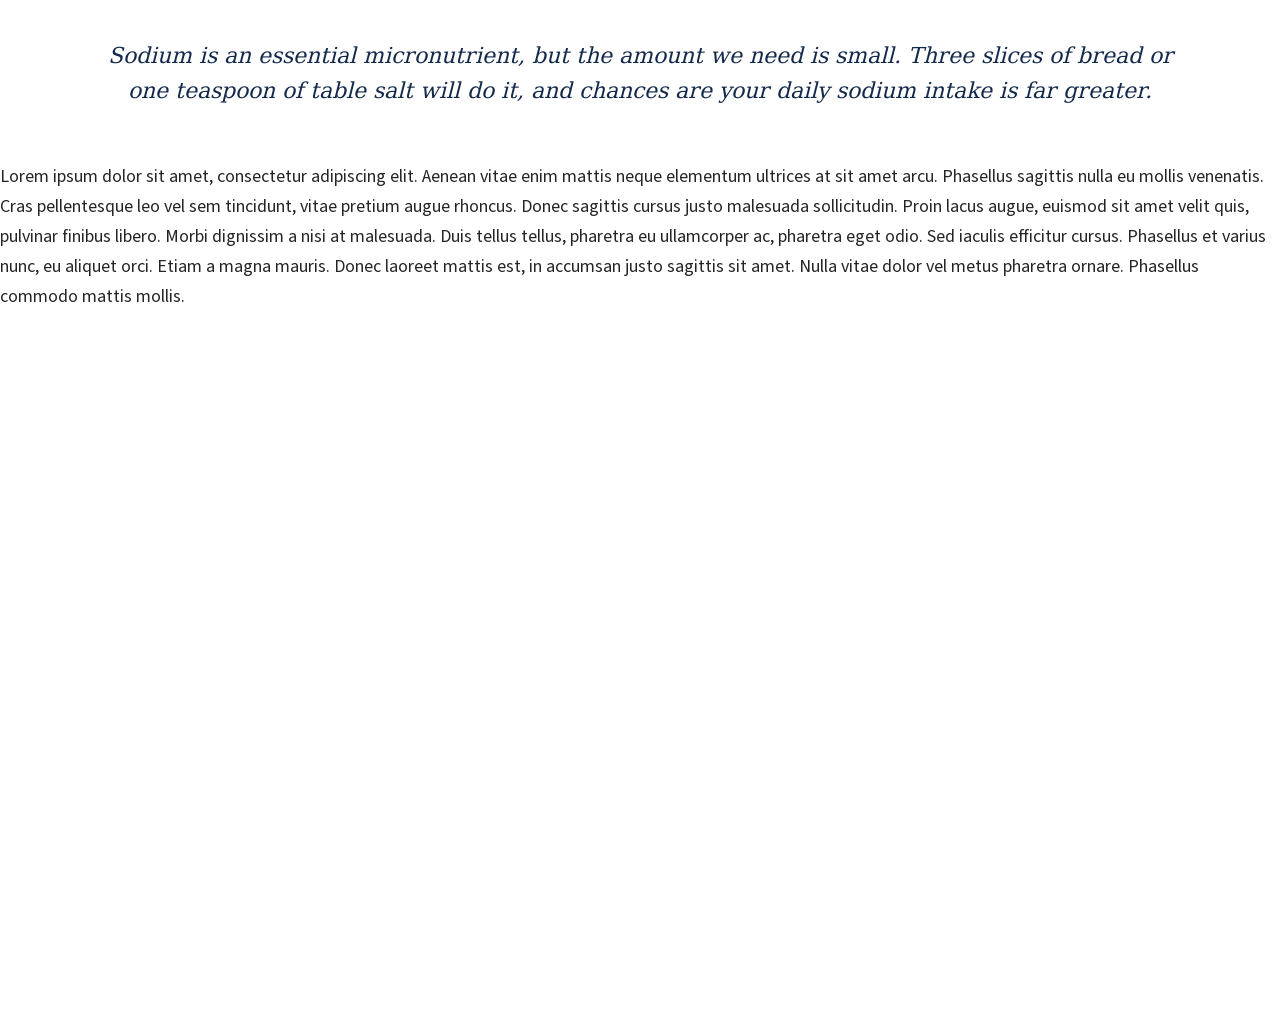 Sodium is an essential micronutrient, but the amount we need is small. Three slices of bread or
one teaspoon of table salt will do it, and chances are your daily sodium intake is far greater.
Lorem ipsum dolor sit amet, consectetur adipiscing elit. Aenean vitae enim mattis neque elementum ultrices at sit amet arcu. Phasellus sagittis nulla eu mollis venenatis.
Cras pellentesque leo vel sem tincidunt, vitae pretium augue rhoncus. Donec sagittis cursus justo malesuada sollicitudin. Proin lacus augue, euismod sit amet velit quis,
pulvinar finibus libero. Morbi dignissim a nisi at malesuada. Duis tellus tellus, pharetra eu ullamcorper ac, pharetra eget odio. Sed iaculis efficitur cursus. Phasellus et varius
nunc, eu aliquet orci. Etiam a magna mauris. Donec laoreet mattis est, in accumsan justo sagittis sit amet. Nulla vitae dolor vel metus pharetra ornare. Phasellus
commodo mattis mollis.